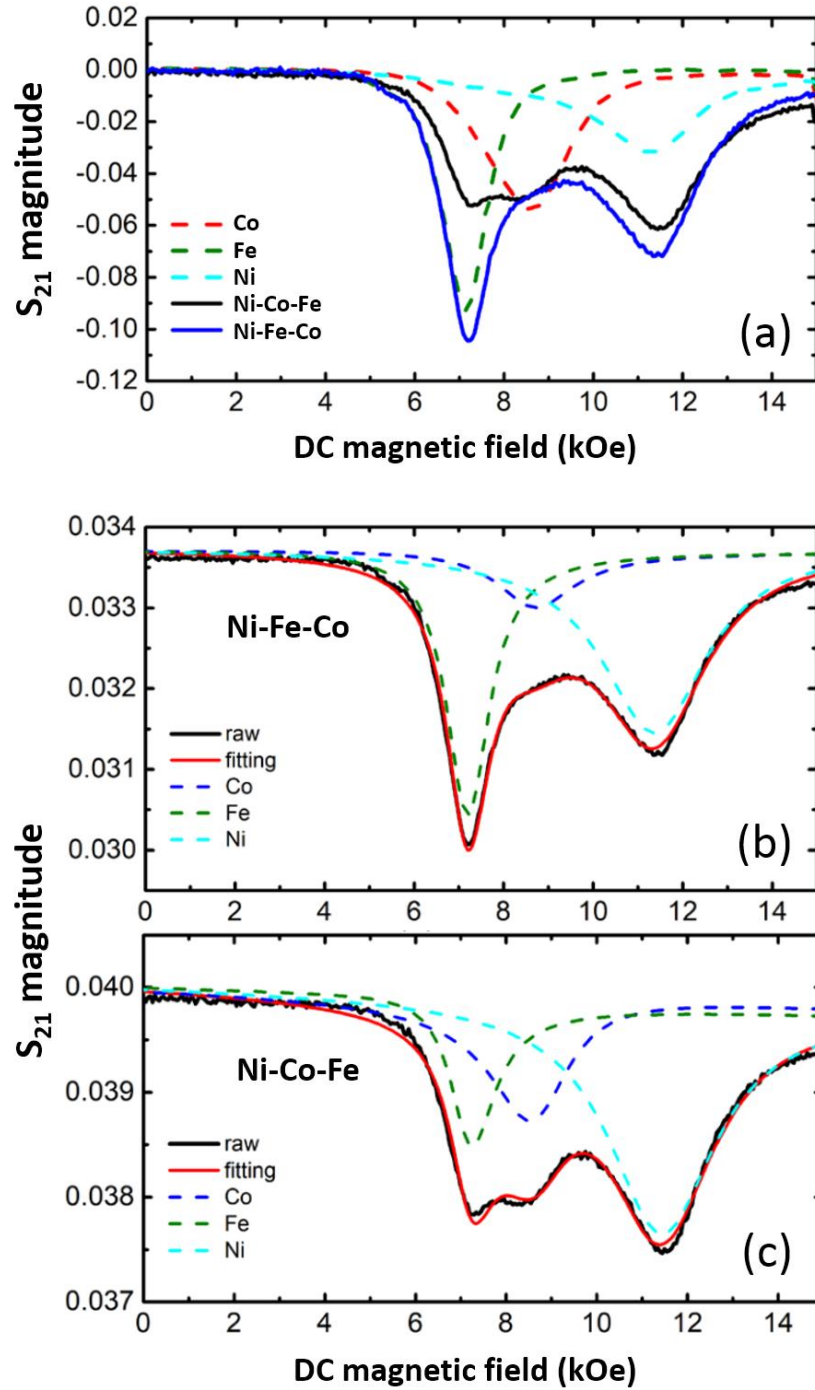 0.02
0.00
-0.02
-0.04
-0.06
-0.08
-0.10
-0.12
S21 magnitude
Co
Fe
Ni
Ni-Co-Fe
Ni-Fe-Co
(a)
0 2 4 6 8 10 12 14
DC magnetic field (kOe)
0.034
0.033
0.032
0.031
0.030
Ni-Fe-Co
raw
fitting
Co
Fe
Ni
(b)
0 2 4 6 8 10 12 14
S21 magnitude
0.040
0.039
0.038
0.037
Ni-Co-Fe
raw
fitting
Co
Fe
Ni
(c)
0 2 4 6 8 10 12 14
DC magnetic field (kOe)